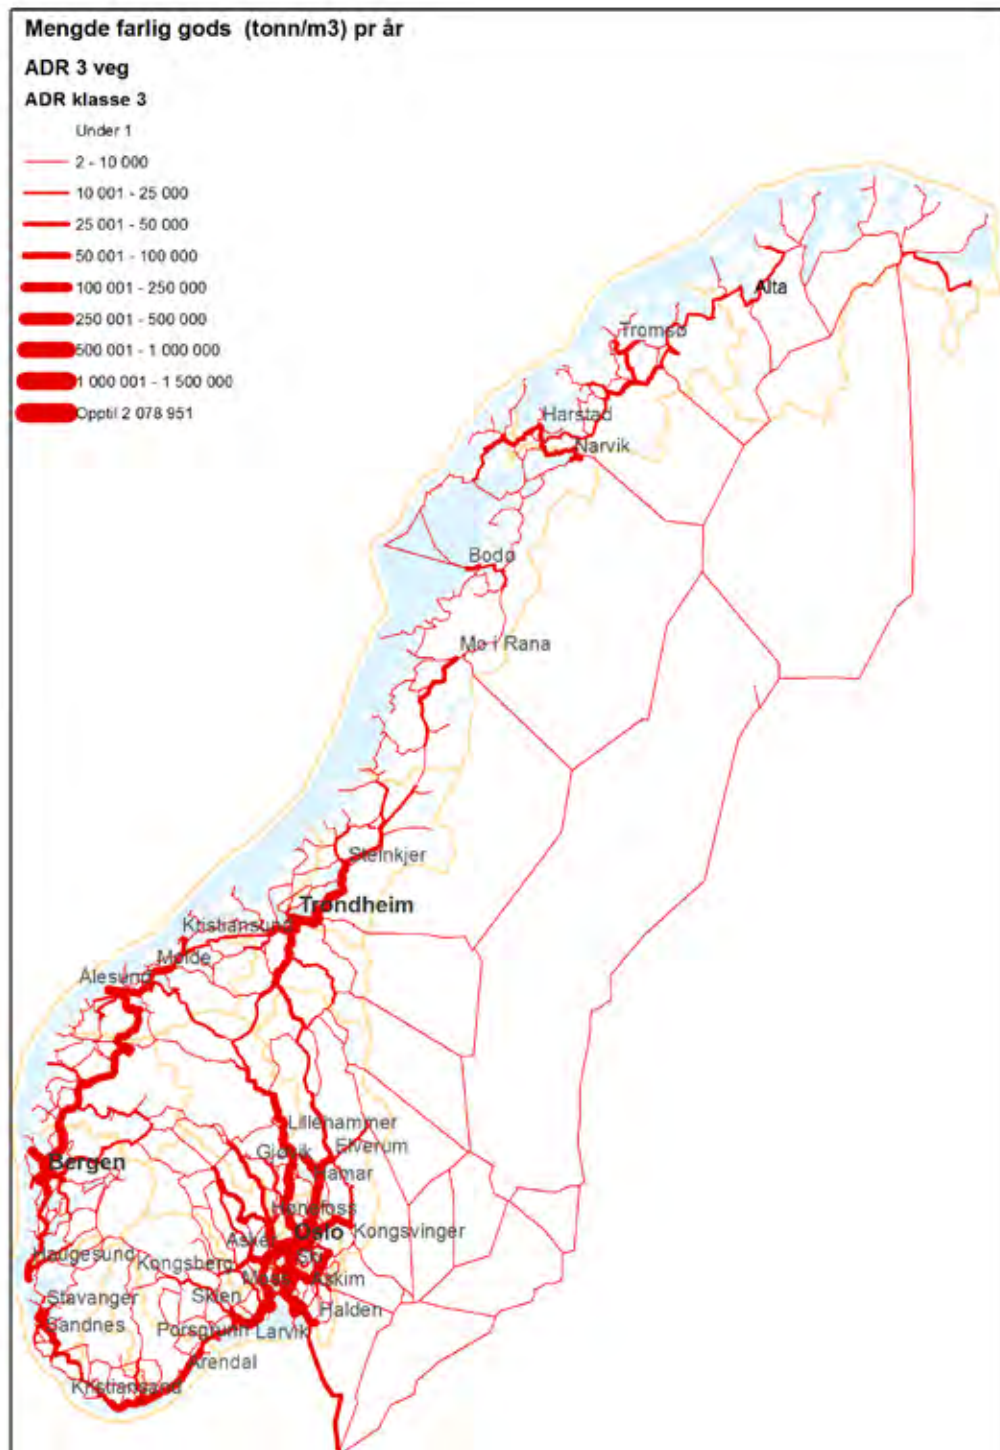 Mengde farlig gods (tonn/m3) pr år
ADR 3 veg
ADR klasse 3
Under 1
2 - 10 000
10 001 - 25 000
25 001 - 50 000
50 001 - 100 000
100 001 - 250 000
250 001 - 500 000
500 001 - 1 000 000
1 000 001 - 1 500 000
Opptil 2 078 951
Alta
Tromsø
Harstad
Narvik
Bodø
Mo i Rana
Steinkjer
Trondheim
Kristiansund
Molde
Ålesund
Lillehammer
Gjøvik
Elverum
Hamar
Bergen
Hønefoss
Oslo
Kongsvinger
Asker
Ski
Haugesund
Kongsberg
Moss
Askim
Stavanger
Skien
Halden
Sandnes
Porsgrunn
Larvik
Arendal
Kristiansand